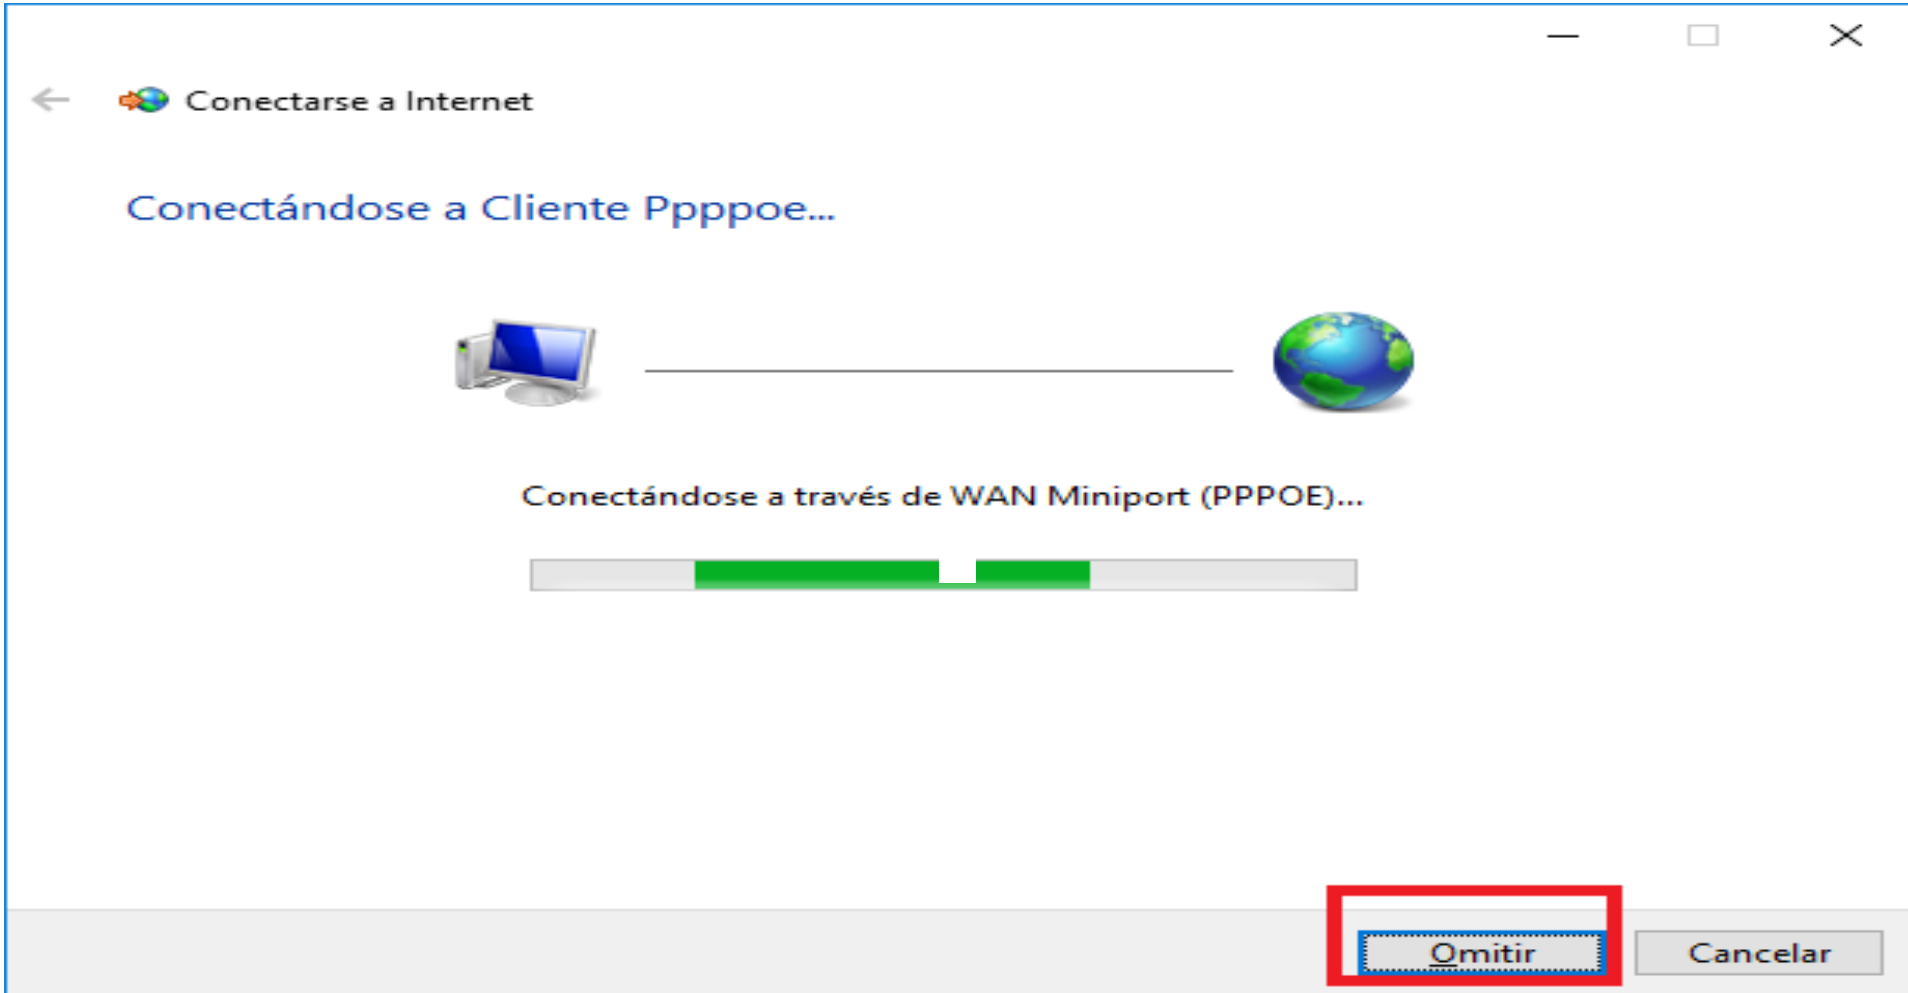 Conectarse a Internet
Conectándose a Cliente Ppppoe...
Conectándose a través de WAN Miniport (PPPOE)...
Omitir
Cancelar